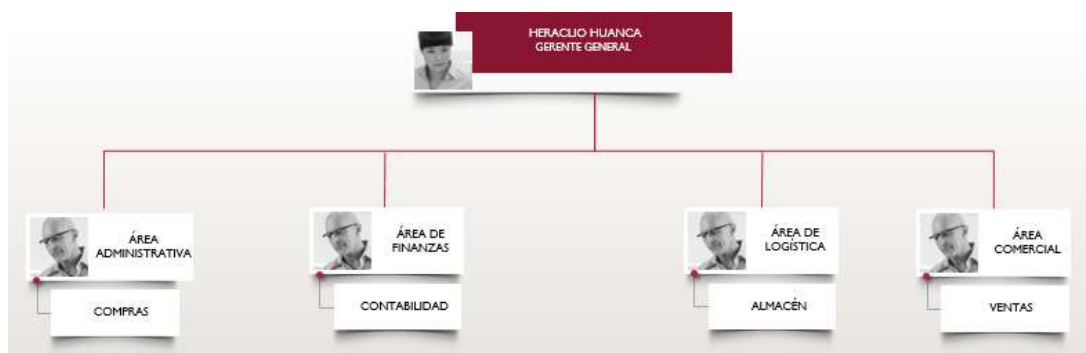 HERACLIO HUANCA
GERENTE GENERAL
ÁREA
ADMINISTRATIVA
ÁREA DE
FINANZAS
ÁREA DE
LOGÍSTICA
ÁREA
COMERCIAL
COMPRAS
CONTABILIDAD
ALMACÉN
VENTAS